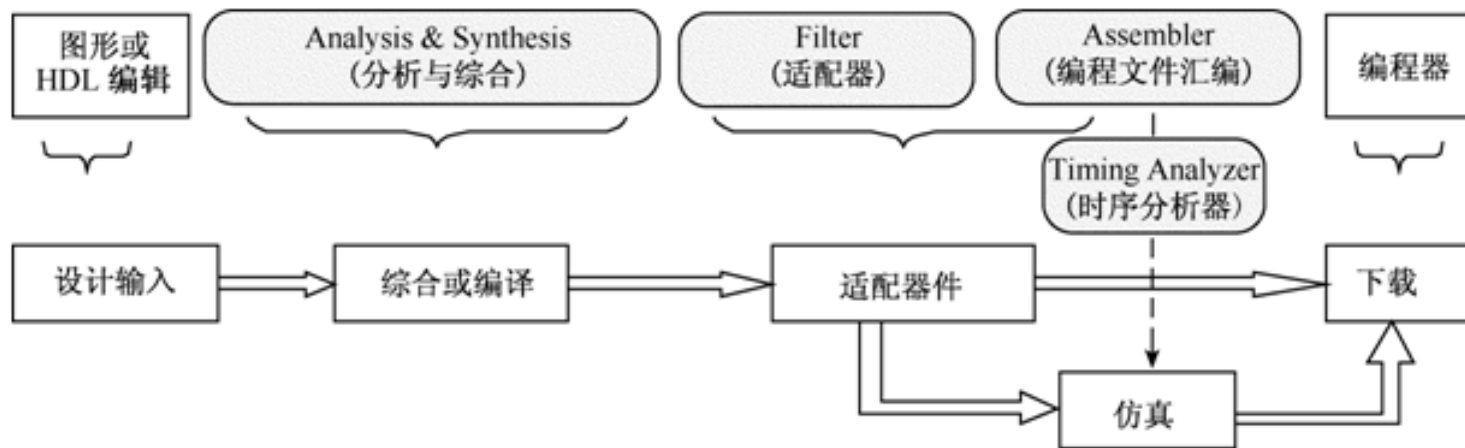 图形或
HDL 编辑
Analysis & Synthesis
(分析与综合)
Filter
(适配器)
Assembler
(编程文件汇编)
编程器
Timing Analyzer
(时序分析器)
设计输入
综合或编译
适配器件
下载
仿真